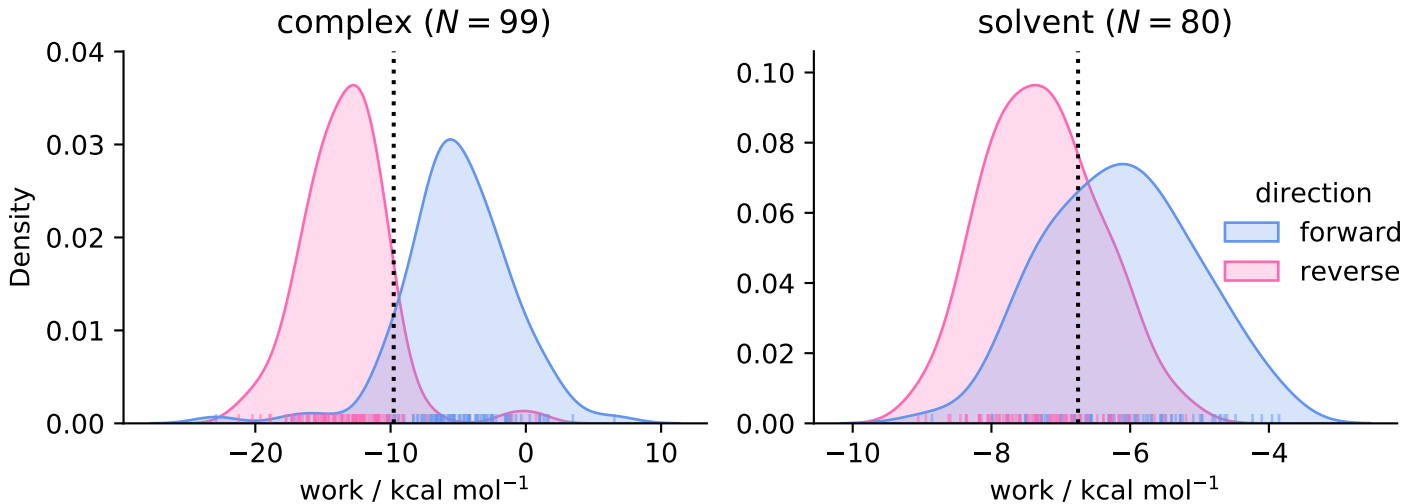 complex (N = 99)
Density
0.04
0.03
0.02
0.01
0.00
−20
−10
0
10
work / kcal mol⁻¹
solvent (N = 80)
0.10
0.08
0.06
0.04
0.02
0.00
−10
−8
−6
−4
work / kcal mol⁻¹
direction
forward
reverse